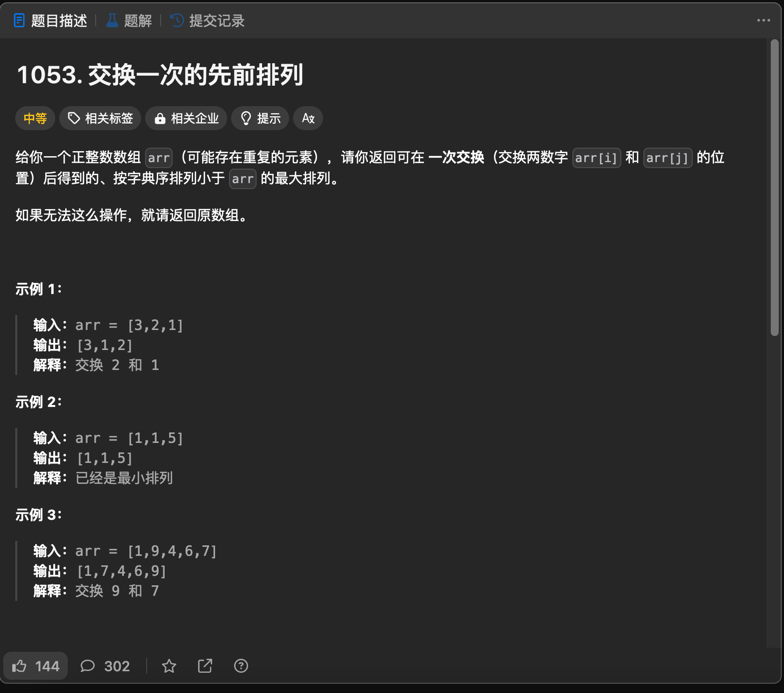 题目描述 题解 提交记录
1053. 交换一次的先前排列
中等 相关标签 相关企业 提示
给你一个正整数数组 arr（可能存在重复的元素），请你返回可在 一次交换（交换两数字 arr[i] 和 arr[j] 的位
置）后得到的、按字典序排列小于 arr 的最大排列。
如果无法这么操作，就请返回原数组。
示例 1：
输入：arr = [3,2,1]
输出：[3,1,2]
解释：交换 2 和 1
示例 2：
输入：arr = [1,1,5]
输出：[1,1,5]
解释：已经是最小排列
示例 3：
输入：arr = [1,9,4,6,7]
输出：[1,7,4,6,9]
解释：交换 9 和 7
144 302